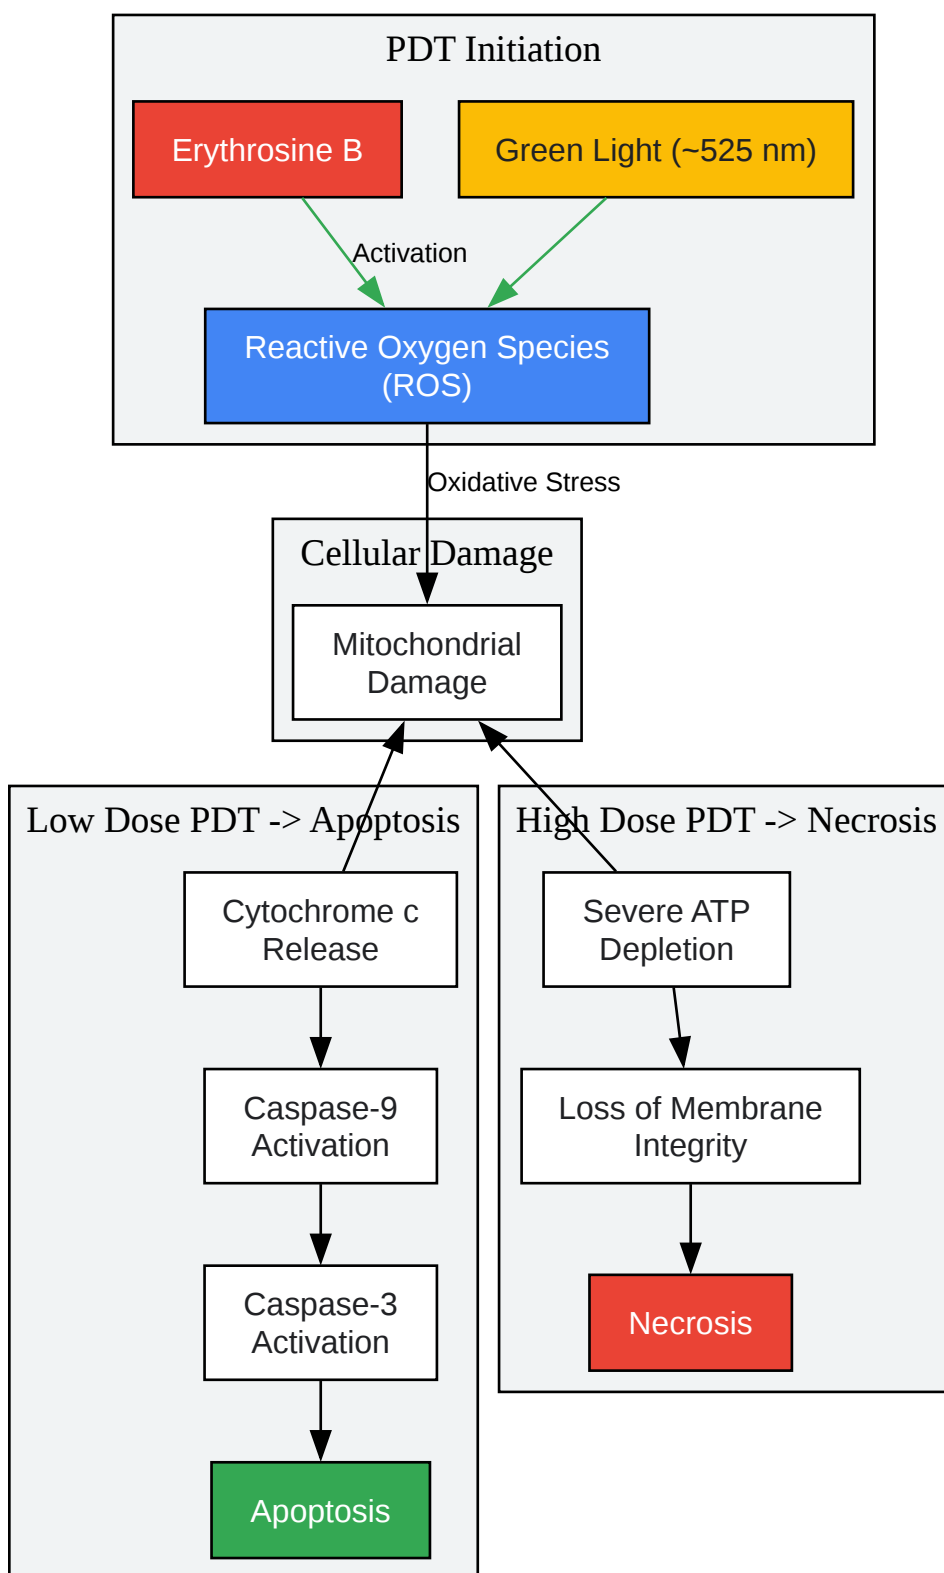 PDT Initiation
Erythrosine B
Green Light (~525 nm)
Activation
Reactive Oxygen Species
(ROS)
Oxidative Stress
Cellular Damage
Mitochondrial
Damage
Low Dose PDT -> Apoptosis
Cytochrome c
Release
Caspase-9
Activation
Caspase-3
Activation
Apoptosis
High Dose PDT -> Necrosis
Severe ATP
Depletion
Loss of Membrane
Integrity
Necrosis